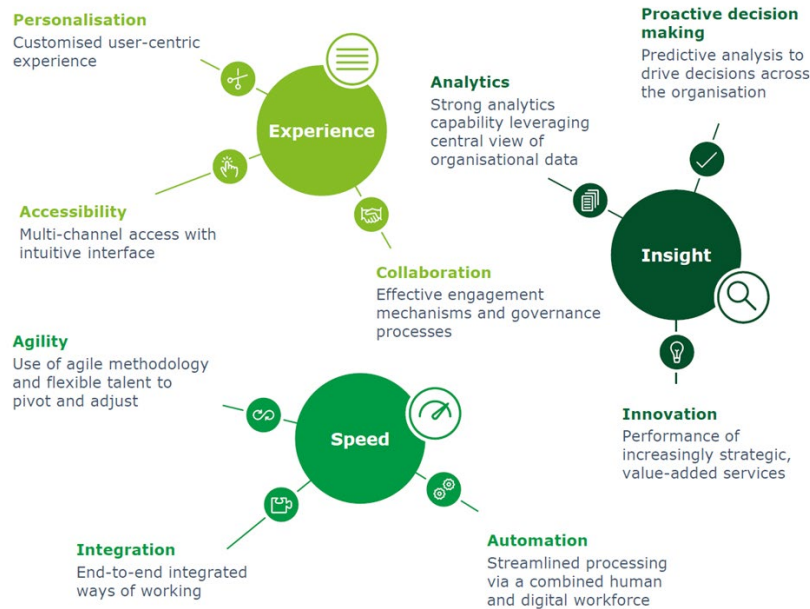 Personalisation
Customised user-centric
experience
Experience
Accessibility
Multi-channel access with
intuitive interface
Collaboration
Effective engagement
mechanisms and governance
processes
Proactive decision
making
Predictive analysis to
drive decisions across
the organisation
Analytics
Strong analytics
capability leveraging
central view of
organisational data
Insight
Innovation
Performance of
increasingly strategic,
value-added services
Agility
Use of agile methodology
and flexible talent to
pivot and adjust
Speed
Integration
End-to-end integrated
ways of working
Automation
Streamlined processing
via a combined human
and digital workforce